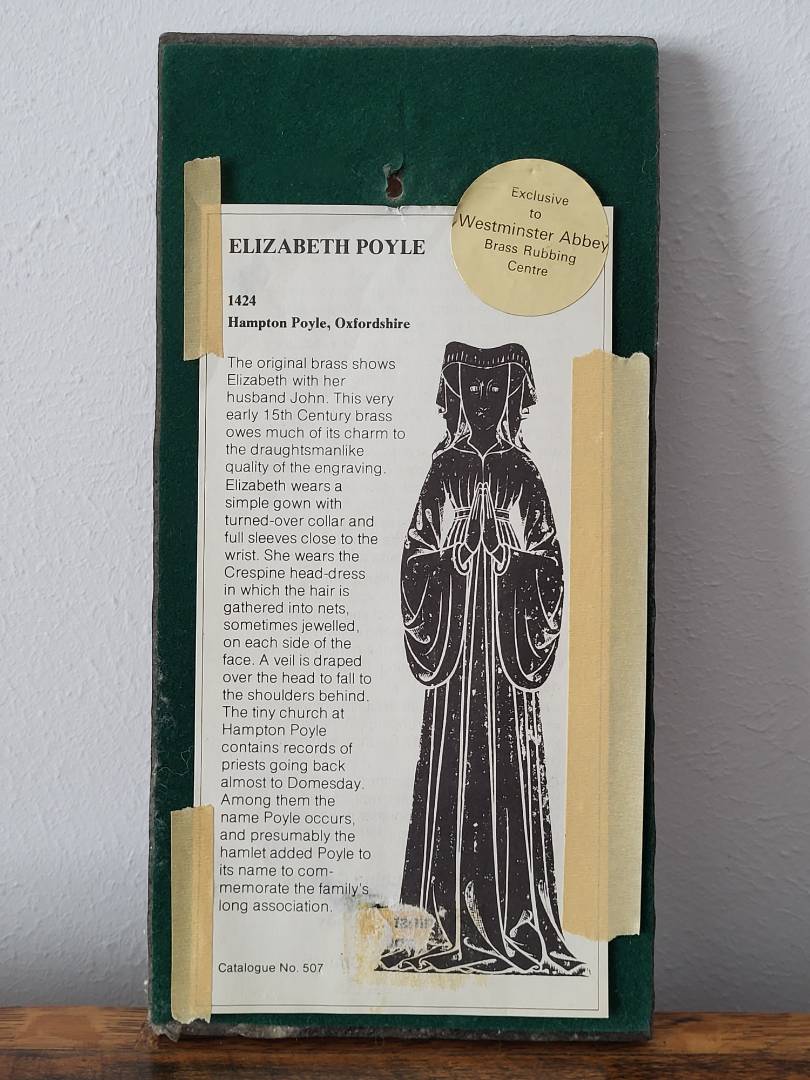 Exclusive
to
Westminster Abbey
Brass Rubbing
Centre
ELIZABETH POYLE
1424
Hampton Poyle, Oxfordshire
The original brass shows
Elizabeth with her
husband John. This very
early 15th Century brass
owes much of its charm to
the draughtsmanlike
quality of the engraving.
Elizabeth wears a
simple gown with
turned-over collar and
full sleeves close to the
wrist. She wears the
Crespine head-dress
in which the hair is
gathered into nets,
sometimes jewelled,
on each side of the
face. A veil is draped
over the head to fall to
the shoulders behind.
The tiny church at
Hampton Poyle
contains records of
priests going back
almost to Domesday.
Among them the
name Poyle occurs,
and presumably the
hamlet added Poyle to
its name to com-
memorate the family's
long association.
Catalogue No. 507